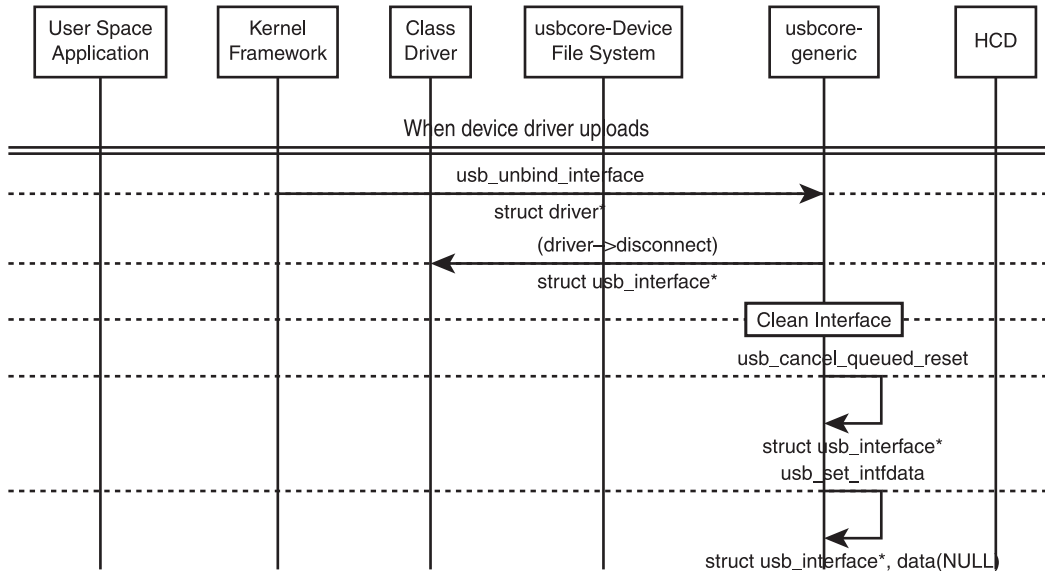 User Space
Application
Kernel
Framework
Class
Driver
usbcore-Device
File System
usbcore-
generic
HCD
When device driver uploads
usb_unbind_interface
struct driver*
(driver–>disconnect)
struct usb_interface*
Clean Interface
usb_cancel_queued_reset
struct usb_interface*
usb_set_intfdata
struct usb_interface*, data(NULL)